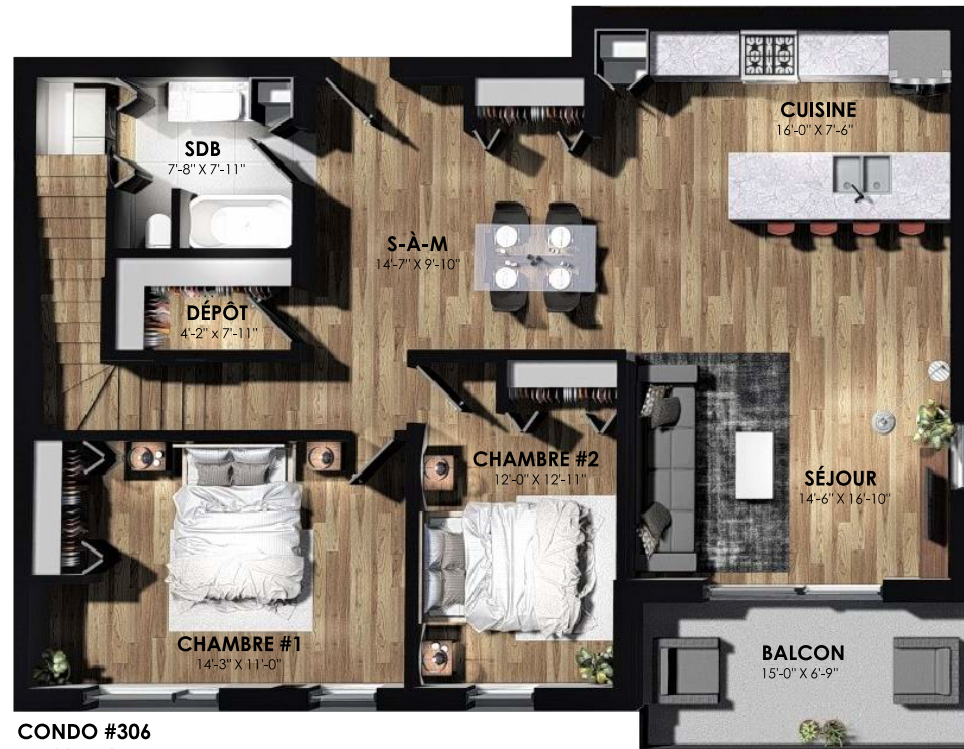 CUISINE
16'-0" X 7'-6"
SDB
7'-8" X 7'-11"
S-À-M
14'-7" X 9'-10"
DÉPÔT
4'-2" x 7'-11"
CHAMBRE #2
12'-0" X 12'-11"
SÉJOUR
14'-6" X 16'-10"
CHAMBRE #1
14'-3" X 11'-0"
BALCON
15'-0" X 6'-9"
CONDO #306